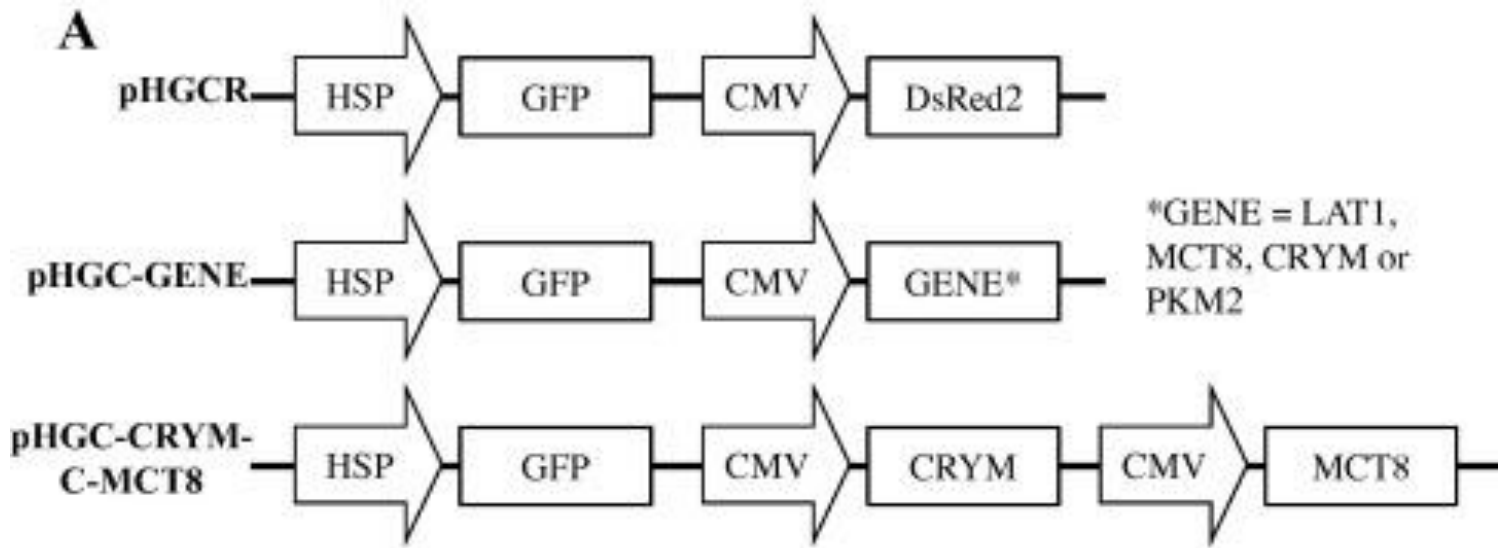 A
pHGCR HSP GFP CMV DsRed2
pHGC-GENE HSP GFP CMV GENE*
*GENE = LAT1,
MCT8, CRYM or
PKM2
pHGC-CRYM-
C-MCT8 HSP GFP CMV CRYM CMV MCT8